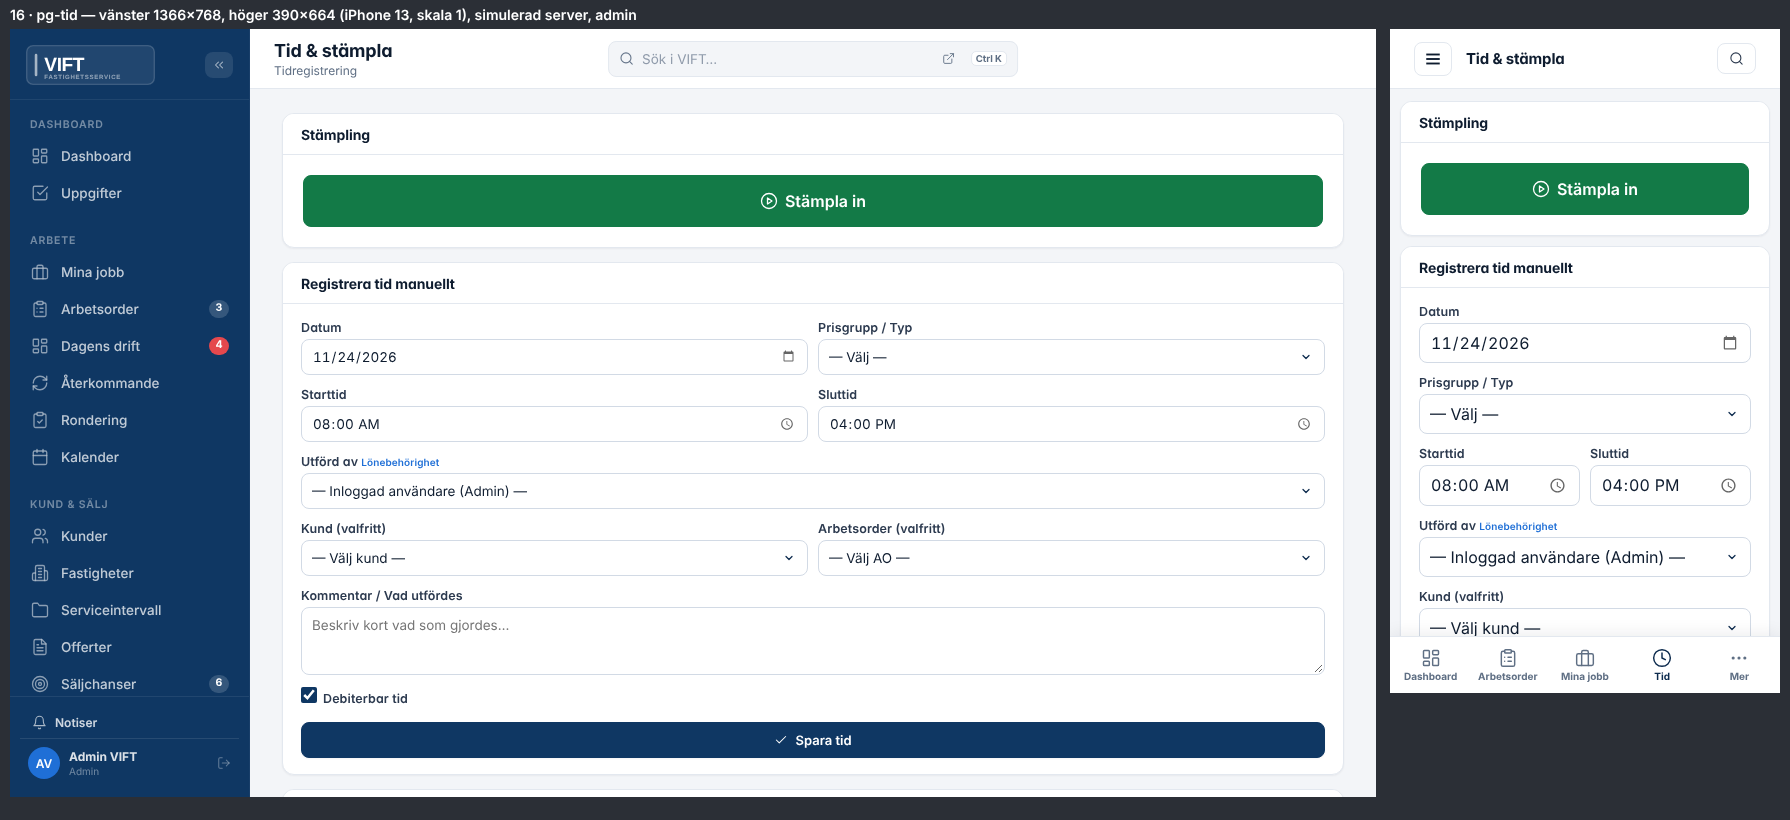 16 · pg-tid — vänster 1366×768, höger 390×664 (iPhone 13, skala 1), simulerad server, admin
VIFT
FASTIGHETSSERVICE
DASHBOARD
Dashboard
Uppgifter
ARBETE
Mina jobb
Arbetsorder 3
Dagens drift 4
Återkommande
Rondering
Kalender
KUND & SÄLJ
Kunder
Fastigheter
Serviceintervall
Offerter
Säljchanser 6
Notiser
AV Admin VIFT
Admin
Tid & stämpla
Tidregistrering
Sök i VIFT... Ctrl K
Stämpling
Stämpla in
Registrera tid manuellt
Datum Prisgrupp / Typ
11/24/2026 — Välj —
Starttid Sluttid
08:00 AM 04:00 PM
Utförd av Lönebehörighet
— Inloggad användare (Admin) —
Kund (valfritt) Arbetsorder (valfritt)
— Välj kund — — Välj AO —
Kommentar / Vad utfördes
Beskriv kort vad som gjordes...
Debiterbar tid
Spara tid
Tid & stämpla
Stämpling
Stämpla in
Registrera tid manuellt
Datum
11/24/2026
Prisgrupp / Typ
— Välj —
Starttid Sluttid
08:00 AM 04:00 PM
Utförd av Lönebehörighet
— Inloggad användare (Admin) —
Kund (valfritt)
— Välj kund —
Dashboard Arbetsorder Mina jobb Tid Mer